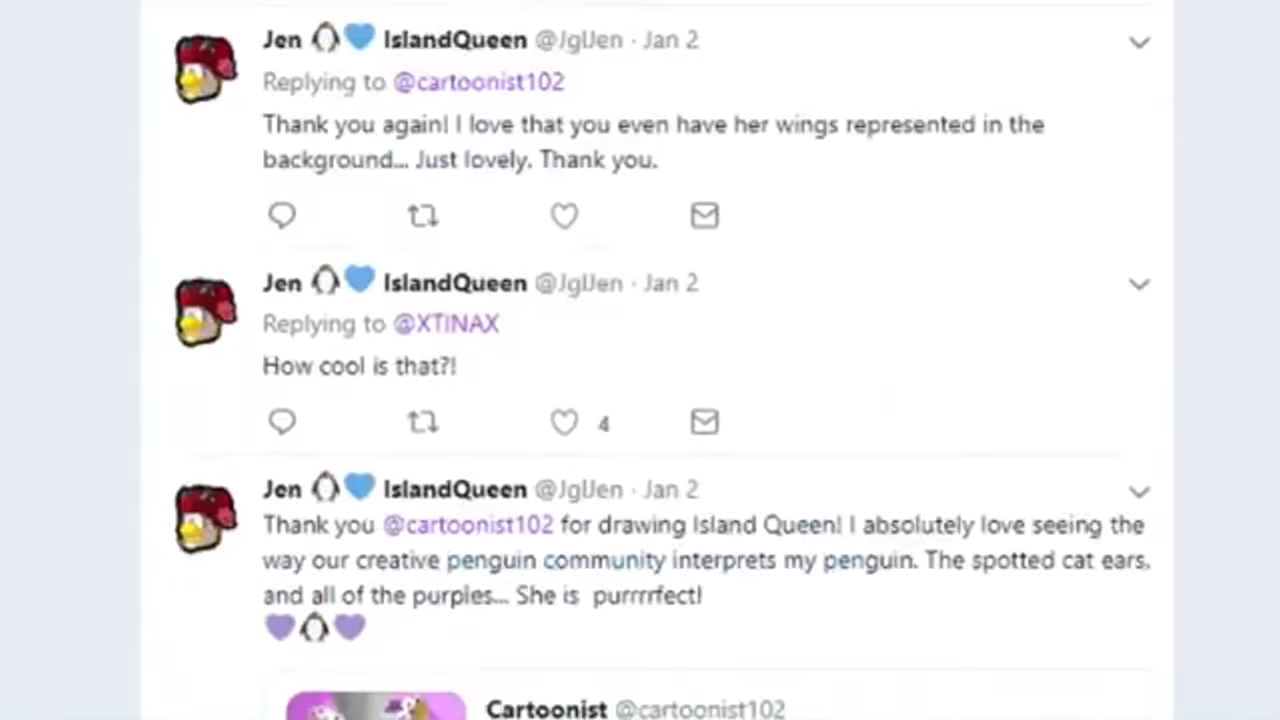 Jen 🐧💙 IslandQueen @JglJen · Jan 2
Replying to @cartoonist102
Thank you again! I love that you even have her wings represented in the
background... Just lovely. Thank you.
Jen 🐧💙 IslandQueen @JglJen · Jan 2
Replying to @XTINAX
How cool is that?!
4
Jen 🐧💙 IslandQueen @JglJen · Jan 2
Thank you @cartoonist102 for drawing Island Queen! I absolutely love seeing the
way our creative penguin community interprets my penguin. The spotted cat ears,
and all of the purples... She is purrrrfect!
💜🐧💜
Cartoonist @cartoonist102